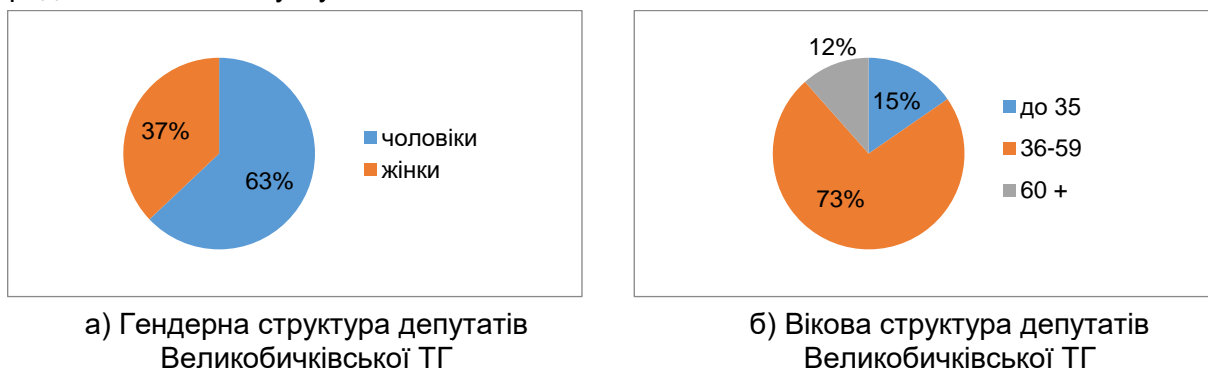 37%
63%
чоловіки
жінки
а) Гендерна структура депутатів
Великобичківської ТГ
12%
15%
73%
до 35
36-59
60 +
б) Вікова структура депутатів
Великобичківської ТГ